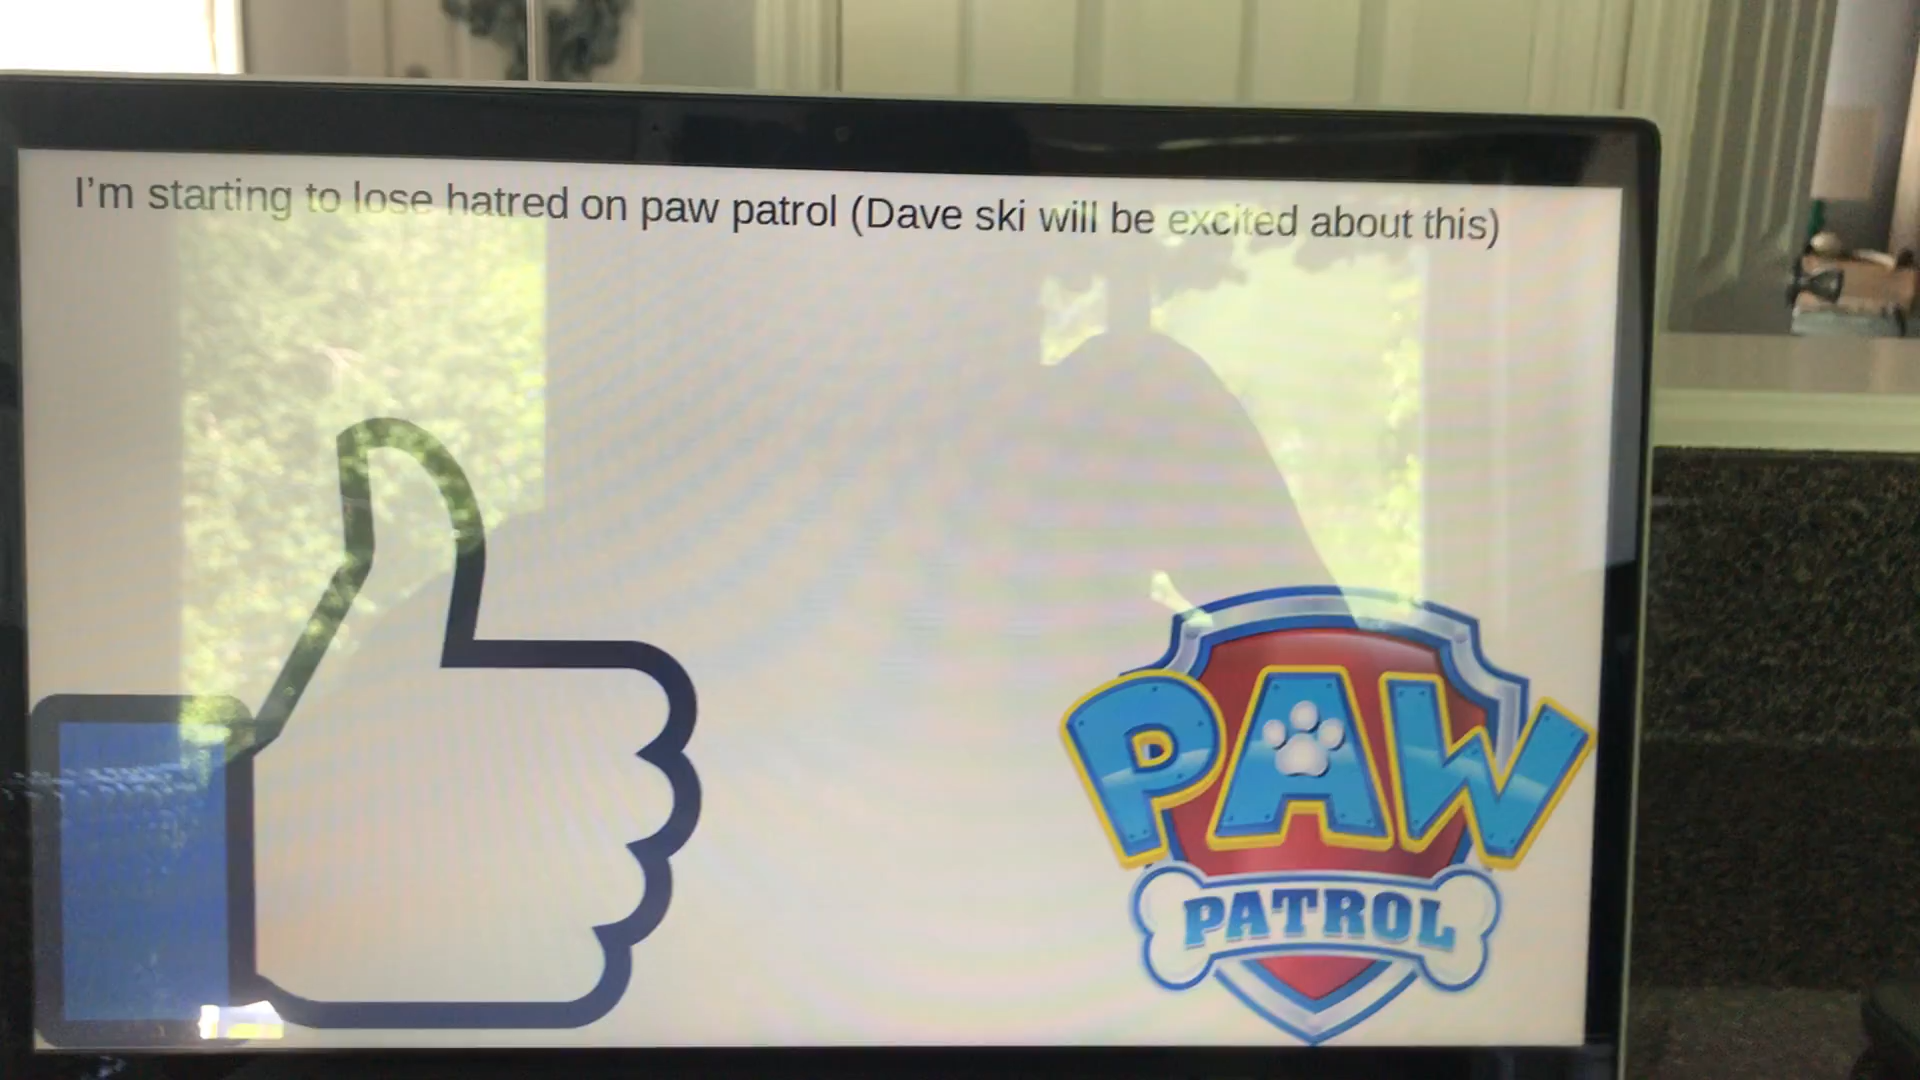 I'm starting to lose hatred on paw patrol (Dave ski will be excited about this)
PAW
PATROL